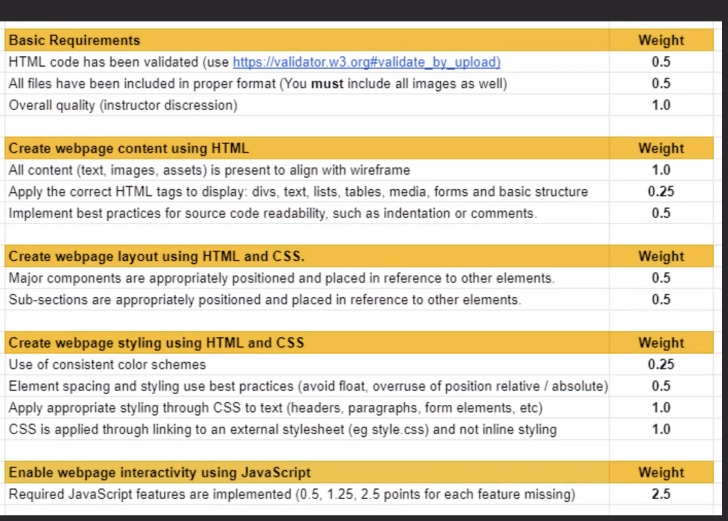 Basic Requirements Weight
HTML code has been validated (use https://validator.w3.org#validate_by_upload) 0.5
All files have been included in proper format (You must include all images as well) 0.5
Overall quality (instructor discression) 1.0
Create webpage content using HTML Weight
All content (text, images, assets) is present to align with wireframe 1.0
Apply the correct HTML tags to display: divs, text, lists, tables, media, forms and basic structure 0.25
Implement best practices for source code readability, such as indentation or comments. 0.5
Create webpage layout using HTML and CSS. Weight
Major components are appropriately positioned and placed in reference to other elements. 0.5
Sub-sections are appropriately positioned and placed in reference to other elements. 0.5
Create webpage styling using HTML and CSS Weight
Use of consistent color schemes 0.25
Element spacing and styling use best practices (avoid float, overruse of position relative / absolute) 0.5
Apply appropriate styling through CSS to text (headers, paragraphs, form elements, etc) 1.0
CSS is applied through linking to an external stylesheet (eg style.css) and not inline styling 1.0
Enable webpage interactivity using JavaScript Weight
Required JavaScript features are implemented (0.5, 1.25, 2.5 points for each feature missing) 2.5